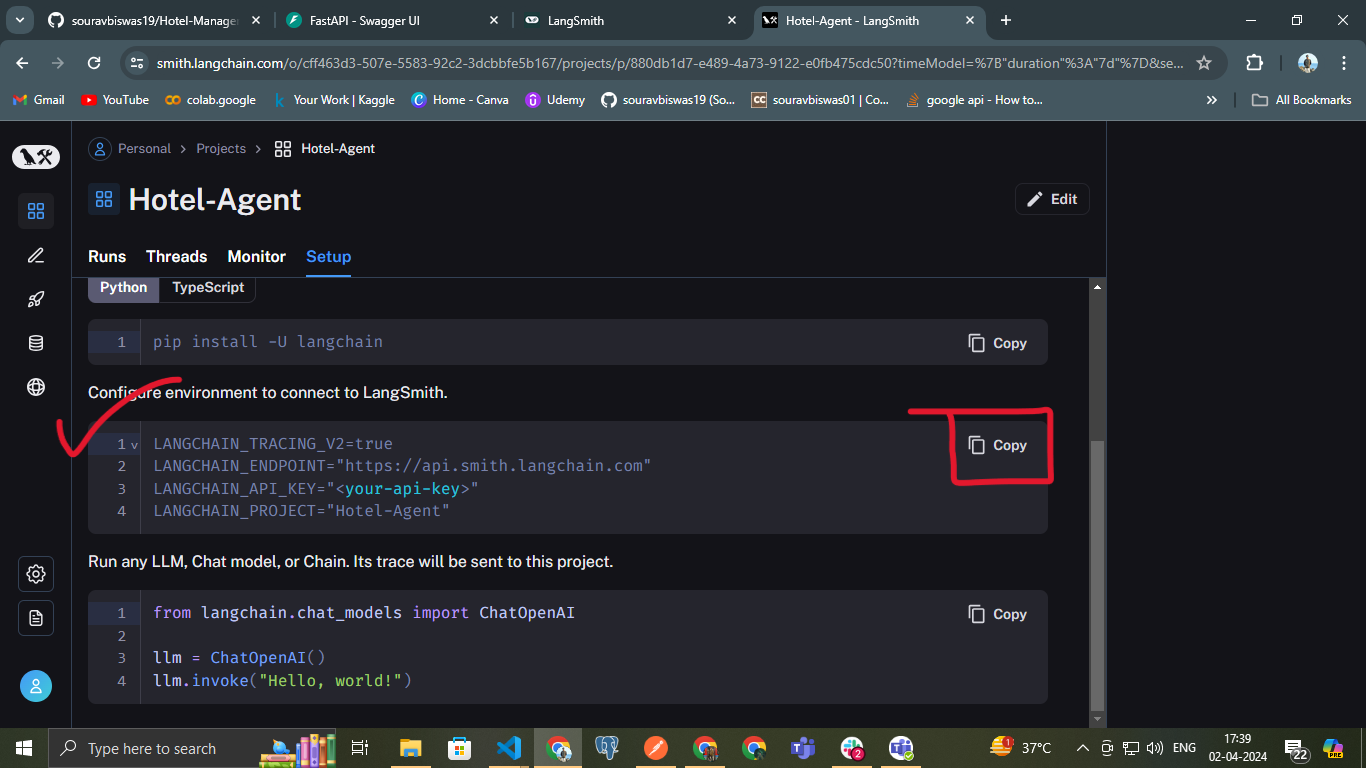 souravbiswas19/Hotel-Manager
FastAPI - Swagger UI
LangSmith
Hotel-Agent - LangSmith
smith.langchain.com/o/cff463d3-507e-5583-92c2-3dcbbfe5b167/projects/p/880db1d7-e489-4a73-9122-e0fb475cdc50?timeModel=%7B"duration"%3A"7d"%7D&se...
Gmail
YouTube
colab.google
Your Work | Kaggle
Home - Canva
Udemy
souravbiswas19 (So...
souravbiswas01 | Co...
google api - How to...
All Bookmarks
Personal > Projects > Hotel-Agent
Hotel-Agent
Edit
Runs Threads Monitor Setup
Python TypeScript
1 pip install -U langchain
Copy
Configure environment to connect to LangSmith.
1 LANGCHAIN_TRACING_V2=true
Copy
2 LANGCHAIN_ENDPOINT="https://api.smith.langchain.com"
3 LANGCHAIN_API_KEY="<your-api-key>"
4 LANGCHAIN_PROJECT="Hotel-Agent"
Run any LLM, Chat model, or Chain. Its trace will be sent to this project.
1 from langchain.chat_models import ChatOpenAI
Copy
2
3 llm = ChatOpenAI()
4 llm.invoke("Hello, world!")
Type here to search
2
1
37°C
ENG
17:39
02-04-2024
22
PRE